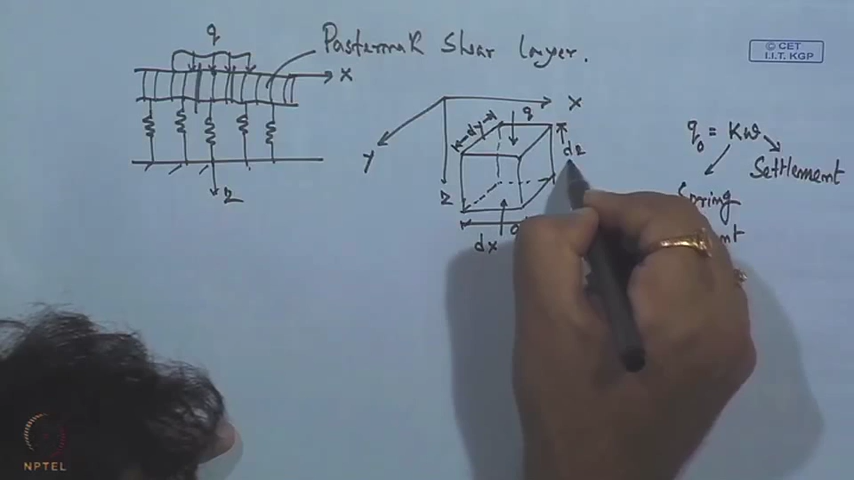 q
Pasternak Shear layer.
© CET
I.I.T. KGP
X
Z
X
Y
Z
dy
q
dz
dx
q₀ = Kw
Settlement
Spring
NPTEL